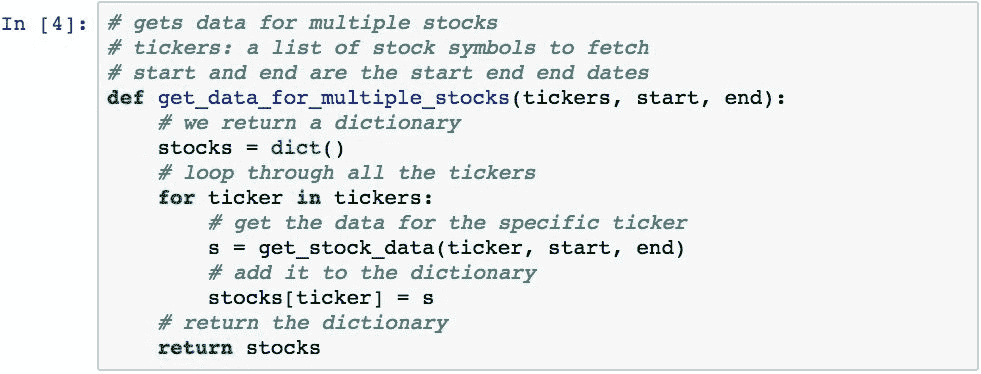 In [4]: # gets data for multiple stocks
# tickers: a list of stock symbols to fetch
# start and end are the start end end dates
def get_data_for_multiple_stocks(tickers, start, end):
    # we return a dictionary
    stocks = dict()
    # loop through all the tickers
    for ticker in tickers:
        # get the data for the specific ticker
        s = get_stock_data(ticker, start, end)
        # add it to the dictionary
        stocks[ticker] = s
    # return the dictionary
    return stocks